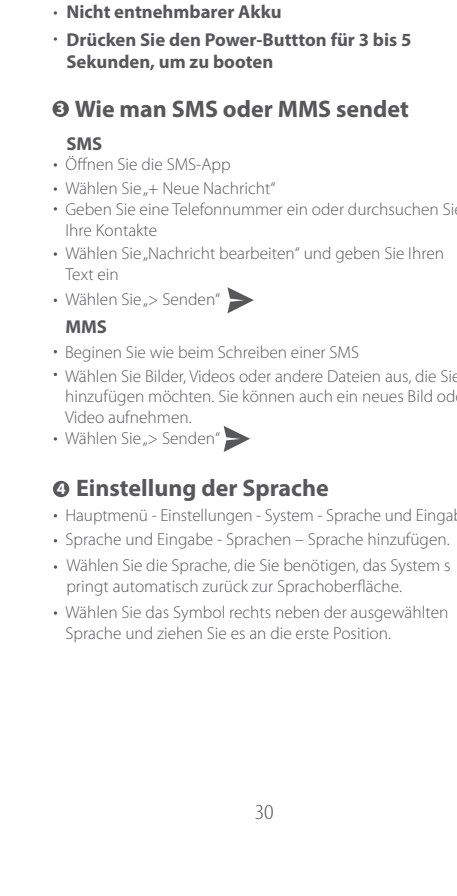 • Nicht entnehmbarer Akku
• Drücken Sie den Power-Buttton für 3 bis 5
Sekunden, um zu booten
❸ Wie man SMS oder MMS sendet
SMS
• Öffnen Sie die SMS-App
• Wählen Sie „+ Neue Nachricht“
• Geben Sie eine Telefonnummer ein oder durchsuchen Sie
Ihre Kontakte
• Wählen Sie „Nachricht bearbeiten“ und geben Sie Ihren
Text ein
• Wählen Sie „> Senden“
MMS
• Beginen Sie wie beim Schreiben einer SMS
• Wählen Sie Bilder, Videos oder andere Dateien aus, die Sie
hinzufügen möchten. Sie können auch ein neues Bild ode
Video aufnehmen.
• Wählen Sie „> Senden“
❹ Einstellung der Sprache
• Hauptmenü - Einstellungen - System - Sprache und Eingab
• Sprache und Eingabe - Sprachen – Sprache hinzufügen.
• Wählen Sie die Sprache, die Sie benötigen, das System s
pringt automatisch zurück zur Sprachoberfläche.
• Wählen Sie das Symbol rechts neben der ausgewählten
Sprache und ziehen Sie es an die erste Position.
30